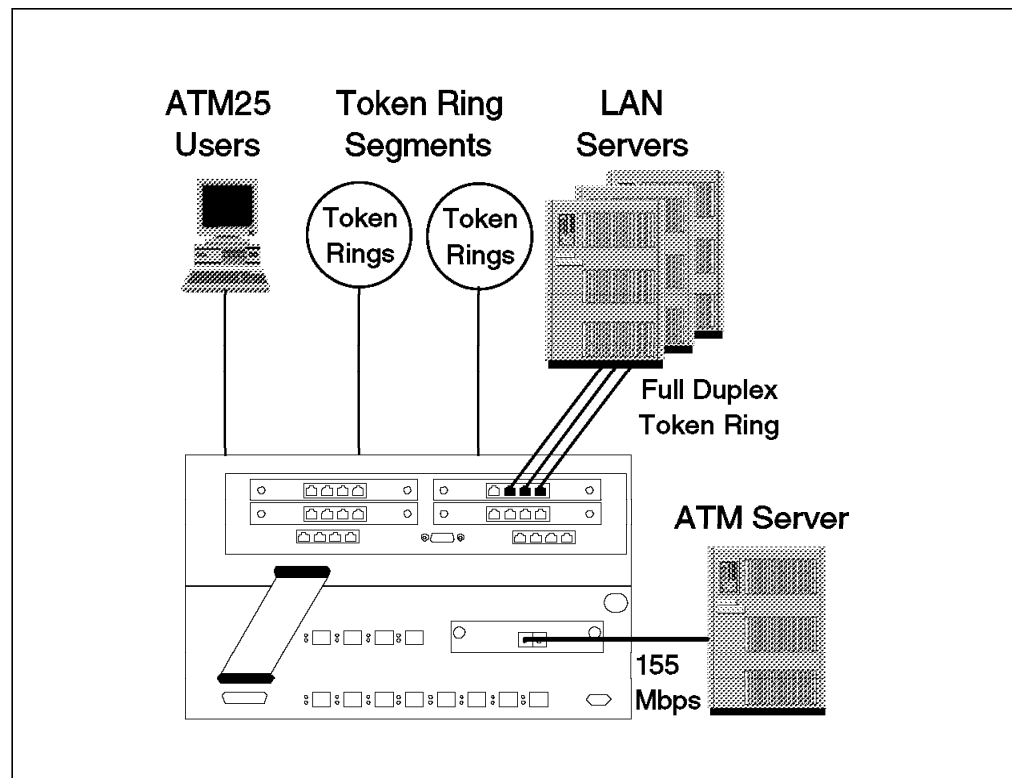 ATM25
Users
Token Ring
Segments
LAN
Servers
Token
Rings
Token
Rings
Full Duplex
Token Ring
ATM Server
155
Mbps